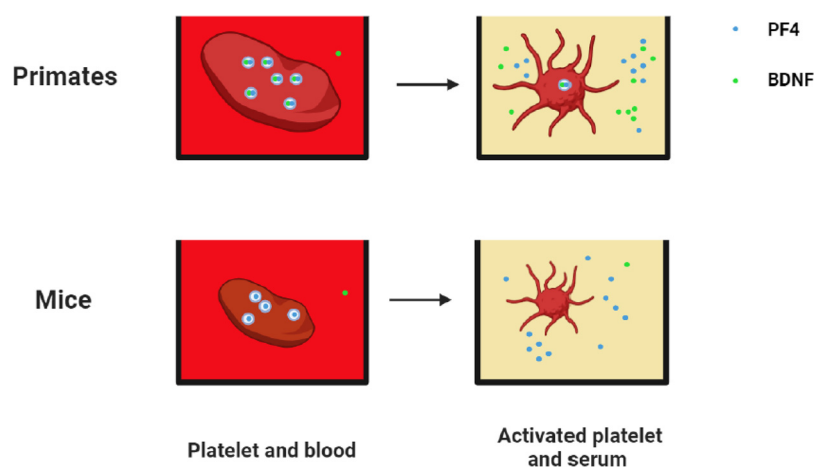 Primates
PF4
BDNF
Mice
Platelet and blood
Activated platelet
and serum